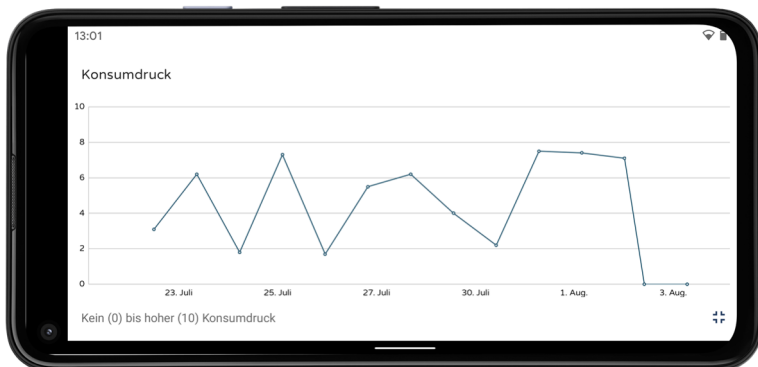 13:01
Konsumdruck
10
8
6
4
2
0
23. Juli 25. Juli 27. Juli 30. Juli 1. Aug. 3. Aug.
Kein (0) bis hoher (10) Konsumdruck